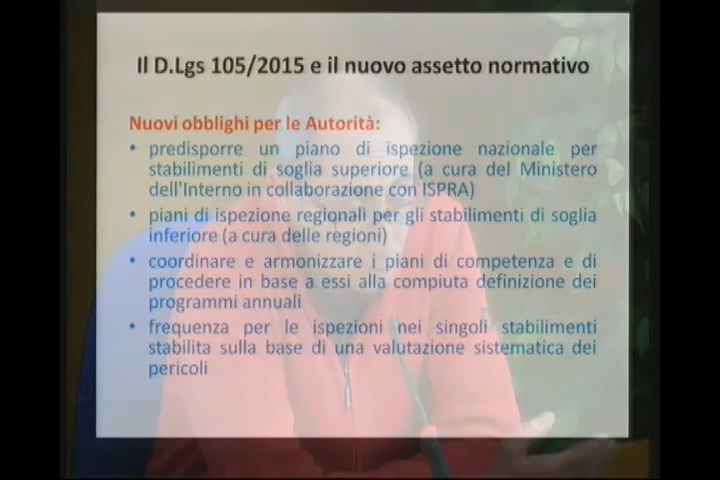 Il D.Lgs 105/2015 e il nuovo assetto normativo
Nuovi obblighi per le Autorità:
• predisporre un piano di ispezione nazionale per
stabilimenti di soglia superiore (a cura del Ministero
dell'Interno in collaborazione con ISPRA)
• piani di ispezione regionali per gli stabilimenti di soglia
inferiore (a cura delle regioni)
• coordinare e armonizzare i piani di competenza e di
procedere in base a essi alla compiuta definizione dei
programmi annuali
• frequenza per le ispezioni nei singoli stabilimenti
stabilita sulla base di una valutazione sistematica dei
pericoli